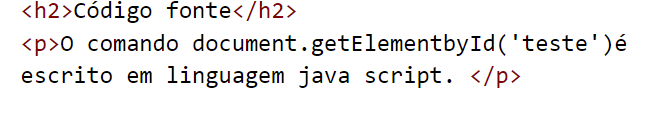 <h2>Código fonte</h2>
<p>O comando document.getElementbyId('teste')é
escrito em linguagem java script. </p>